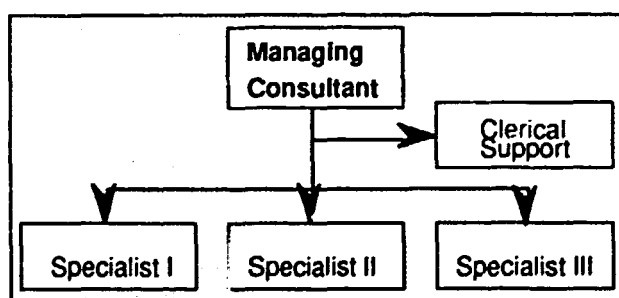 Managing
Consultant
Clerical
Support
Specialist I
Specialist II
Specialist III